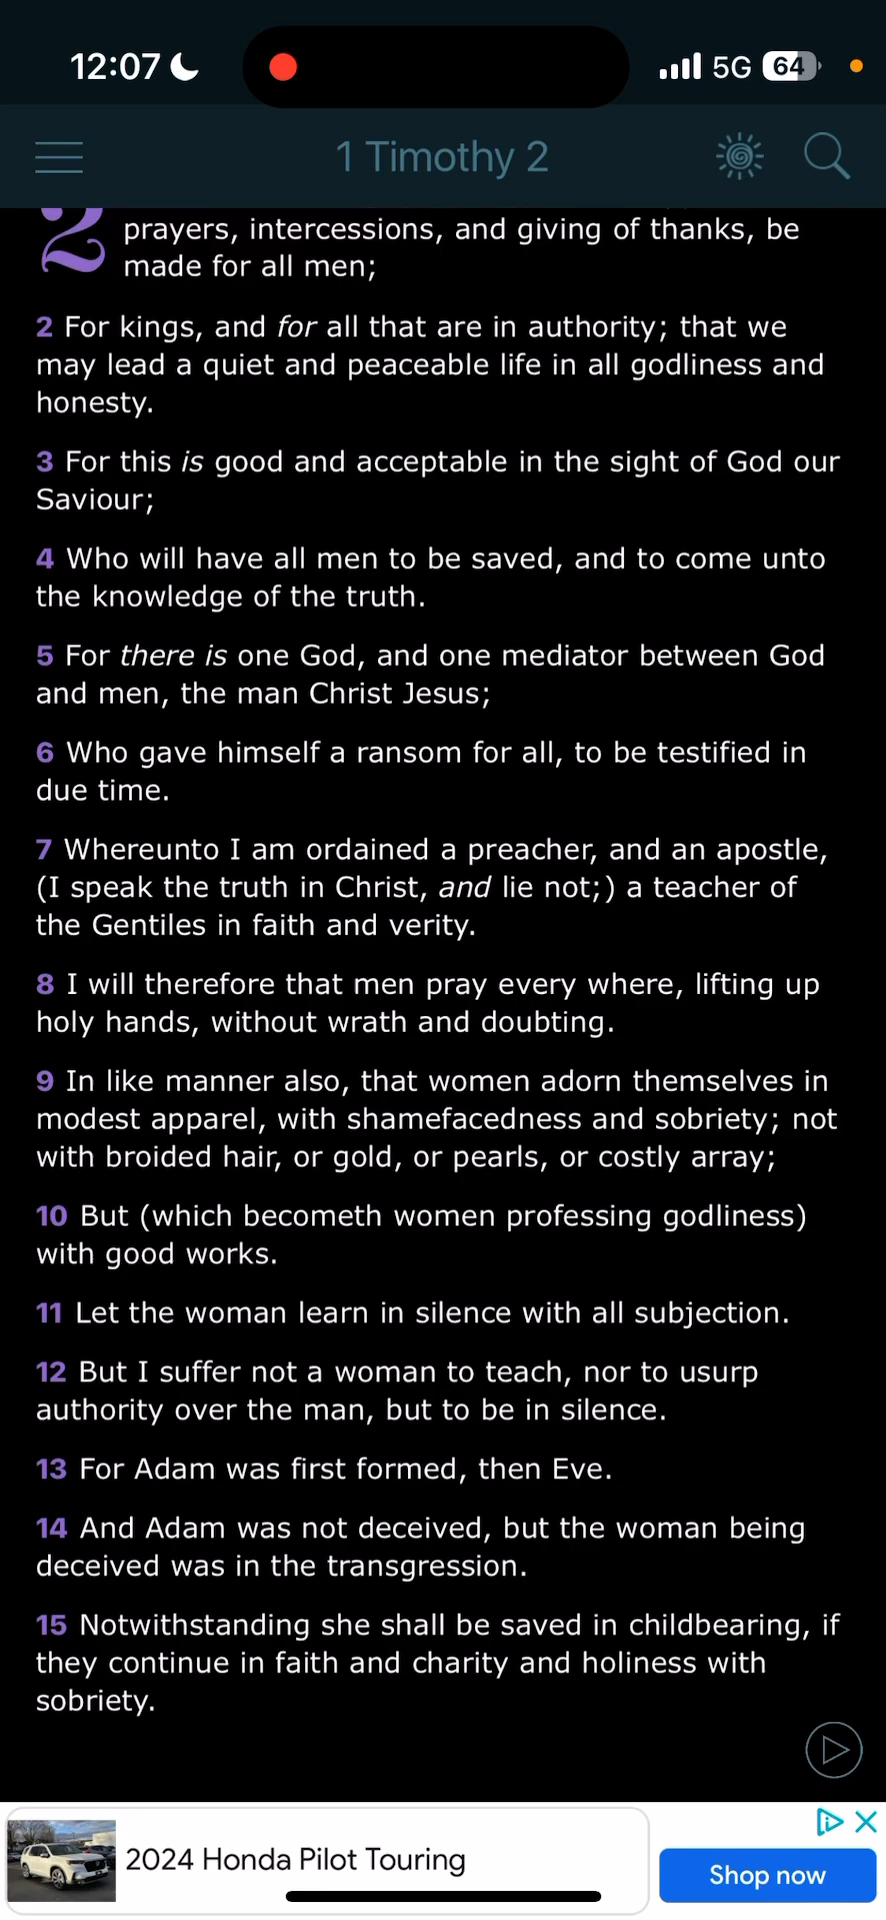 12:07
5G
64
1 Timothy 2
2 prayers, intercessions, and giving of thanks, be
made for all men;
2 For kings, and for all that are in authority; that we
may lead a quiet and peaceable life in all godliness and
honesty.
3 For this is good and acceptable in the sight of God our
Saviour;
4 Who will have all men to be saved, and to come unto
the knowledge of the truth.
5 For there is one God, and one mediator between God
and men, the man Christ Jesus;
6 Who gave himself a ransom for all, to be testified in
due time.
7 Whereunto I am ordained a preacher, and an apostle,
(I speak the truth in Christ, and lie not;) a teacher of
the Gentiles in faith and verity.
8 I will therefore that men pray every where, lifting up
holy hands, without wrath and doubting.
9 In like manner also, that women adorn themselves in
modest apparel, with shamefacedness and sobriety; not
with broided hair, or gold, or pearls, or costly array;
10 But (which becometh women professing godliness)
with good works.
11 Let the woman learn in silence with all subjection.
12 But I suffer not a woman to teach, nor to usurp
authority over the man, but to be in silence.
13 For Adam was first formed, then Eve.
14 And Adam was not deceived, but the woman being
deceived was in the transgression.
15 Notwithstanding she shall be saved in childbearing, if
they continue in faith and charity and holiness with
sobriety.
2024 Honda Pilot Touring
Shop now